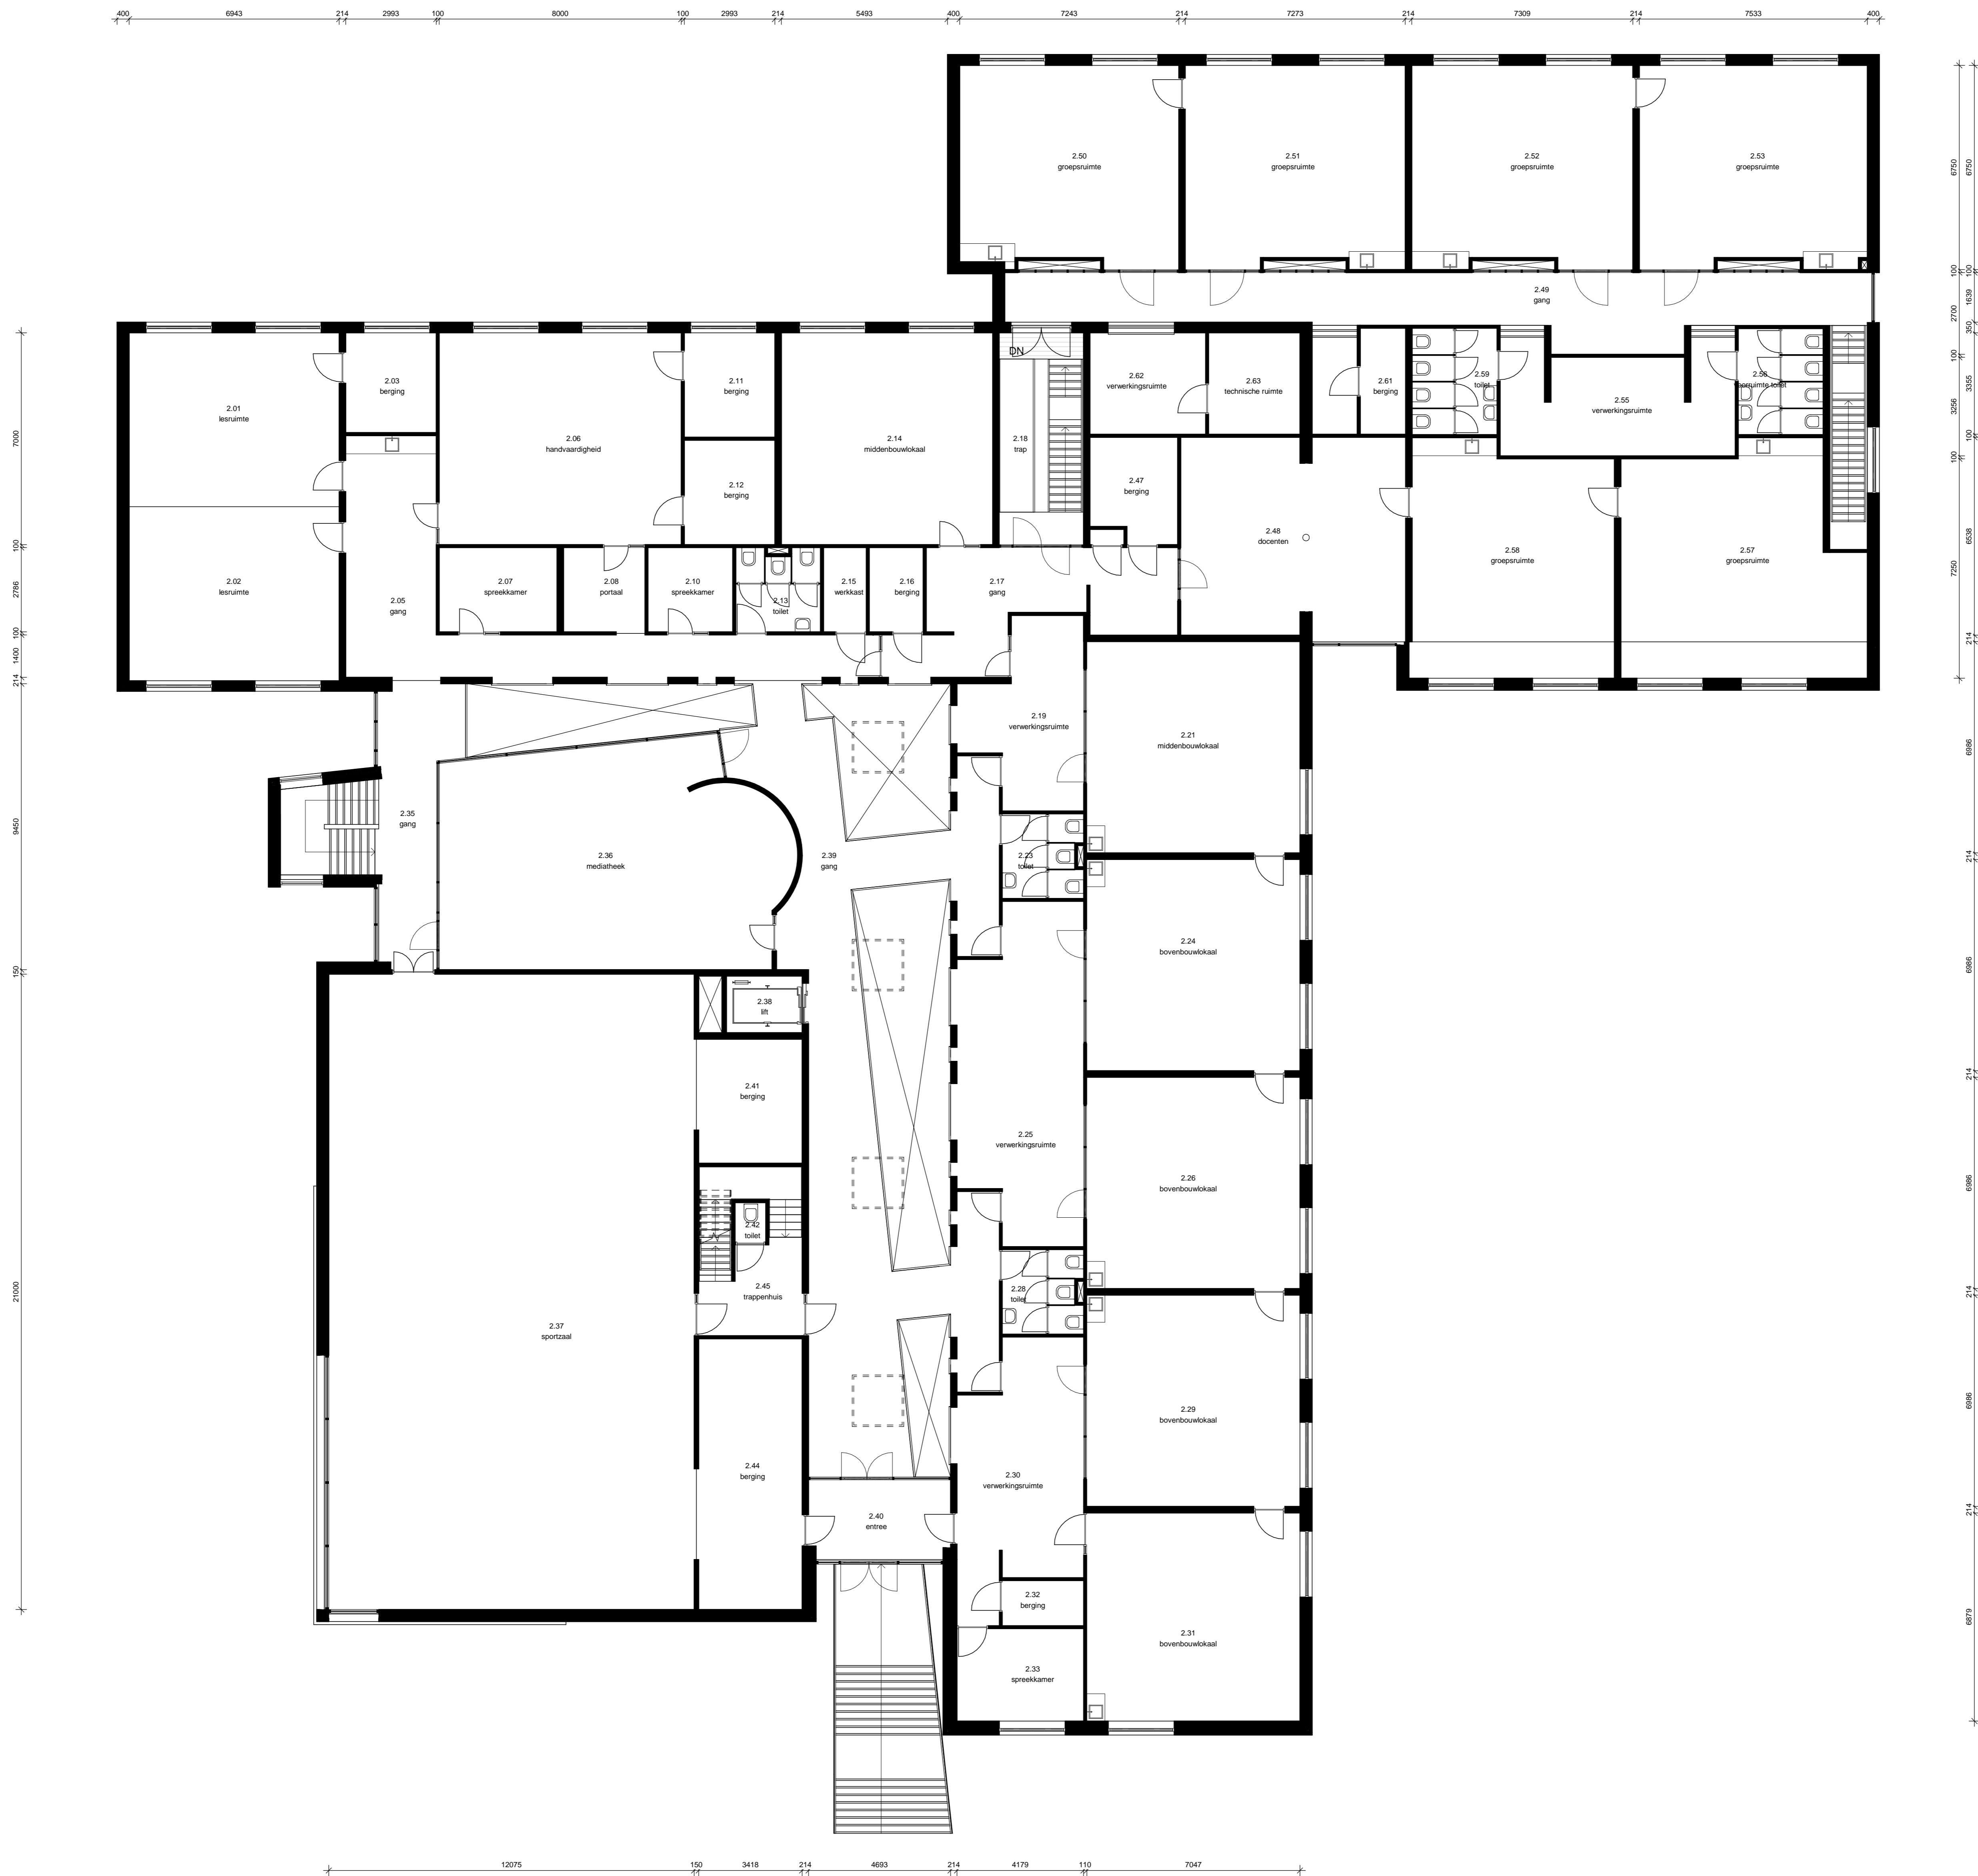 400 6943 214 2993 100 8000 100 2993 214 5493 400 7243 214 7273 214 7309 214 7533 400
2.50
groepsruimte
2.51
groepsruimte
2.52
groepsruimte
2.53
groepsruimte
2.49
gang
2.01
lesruimte
2.02
lesruimte
2.03
berging
2.05
gang
2.06
handvaardigheid
2.11
berging
2.12
berging
2.14
middenbouwlokaal
DN
2.18
trap
2.62
verwerkingsruimte
2.63
technische ruimte
2.61
berging
2.59
toilet
2.55
verwerkingsruimte
2.56
toilet
2.47
berging
2.48
docenten
2.58
groepsruimte
2.57
groepsruimte
2.07
spreekkamer
2.08
portaal
2.10
spreekkamer
2.13
toilet
2.15
werkkast
2.16
berging
2.17
gang
2.19
verwerkingsruimte
2.21
middenbouwlokaal
2.35
gang
2.36
mediatheek
2.39
gang
2.23
toilet
2.24
bovenbouwlokaal
2.38
lift
2.41
berging
2.25
verwerkingsruimte
2.26
bovenbouwlokaal
2.42
toilet
2.45
trappenhuis
2.28
toilet
2.37
sportzaal
2.29
bovenbouwlokaal
2.44
berging
2.30
verwerkingsruimte
2.40
entree
2.32
berging
2.31
bovenbouwlokaal
2.33
spreekkamer
7000
100
2786
100
1400
214
9450
150
21000
6750
100
2700
100
3256
100
7250
6750
100
1639
350
3355
100
6538
214
6986
214
6986
214
6986
214
6986
214
6879
12075 150 3418 214 4693 214 4179 110 7047